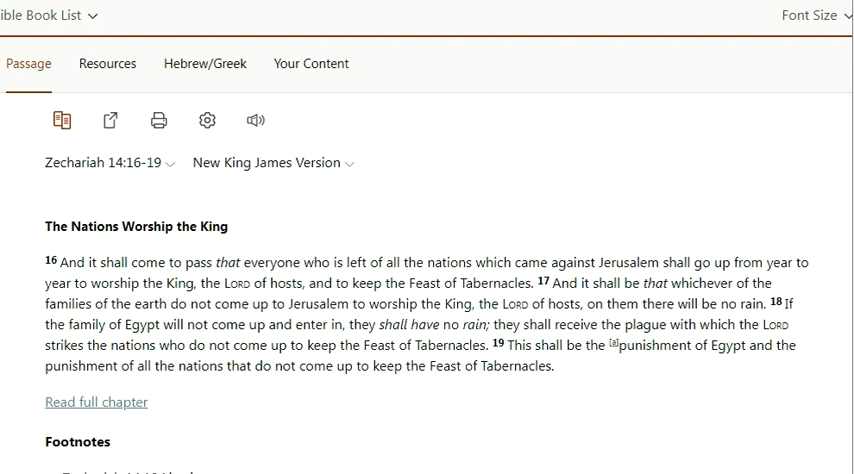 ible Book List
Font Size
Passage Resources Hebrew/Greek Your Content
Zechariah 14:16-19 New King James Version
The Nations Worship the King
16 And it shall come to pass that everyone who is left of all the nations which came against Jerusalem shall go up from year to
year to worship the King, the LORD of hosts, and to keep the Feast of Tabernacles. 17 And it shall be that whichever of the
families of the earth do not come up to Jerusalem to worship the King, the LORD of hosts, on them there will be no rain. 18 If
the family of Egypt will not come up and enter in, they shall have no rain; they shall receive the plague with which the LORD
strikes the nations who do not come up to keep the Feast of Tabernacles. 19 This shall be the [a]punishment of Egypt and the
punishment of all the nations that do not come up to keep the Feast of Tabernacles.
Read full chapter
Footnotes